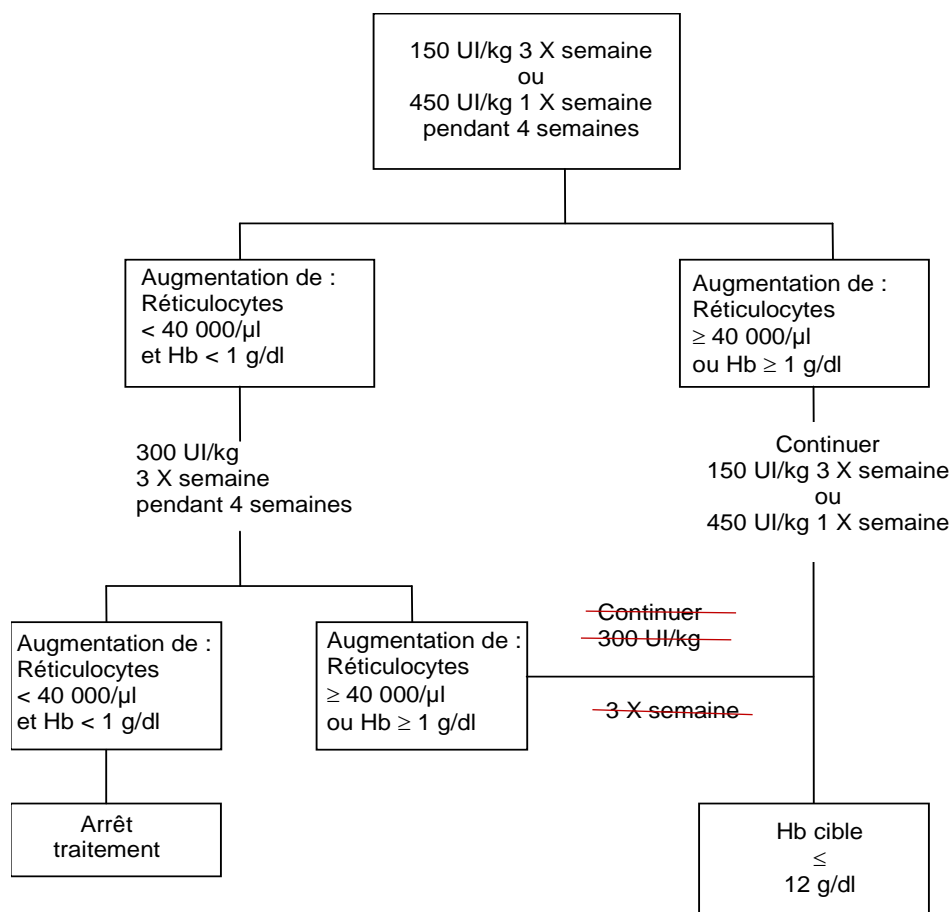 150 UI/kg 3 X semaine
ou
450 UI/kg 1 X semaine
pendant 4 semaines
Augmentation de :
Réticulocytes
< 40 000/µl
et Hb < 1 g/dl
Augmentation de :
Réticulocytes
≥ 40 000/µl
ou Hb ≥ 1 g/dl
300 UI/kg
3 X semaine
pendant 4 semaines
Continuer
150 UI/kg 3 X semaine
ou
450 UI/kg 1 X semaine
Augmentation de :
Réticulocytes
< 40 000/µl
et Hb < 1 g/dl
Augmentation de :
Réticulocytes
≥ 40 000/µl
ou Hb ≥ 1 g/dl
Continuer
300 UI/kg
3 X semaine
Arrêt
traitement
Hb cible
≤
12 g/dl